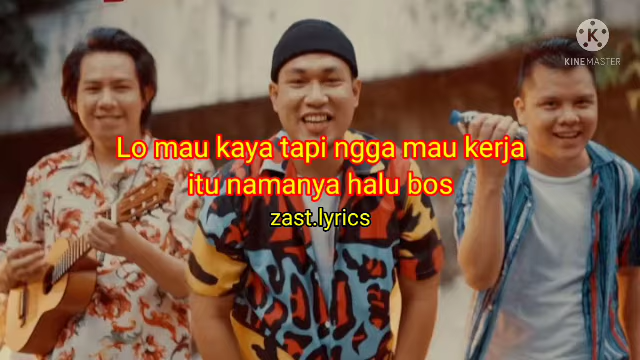 KINEMASTER
Lo mau kaya tapi ngga mau kerja
itu namanya halu bos
zast.lyrics